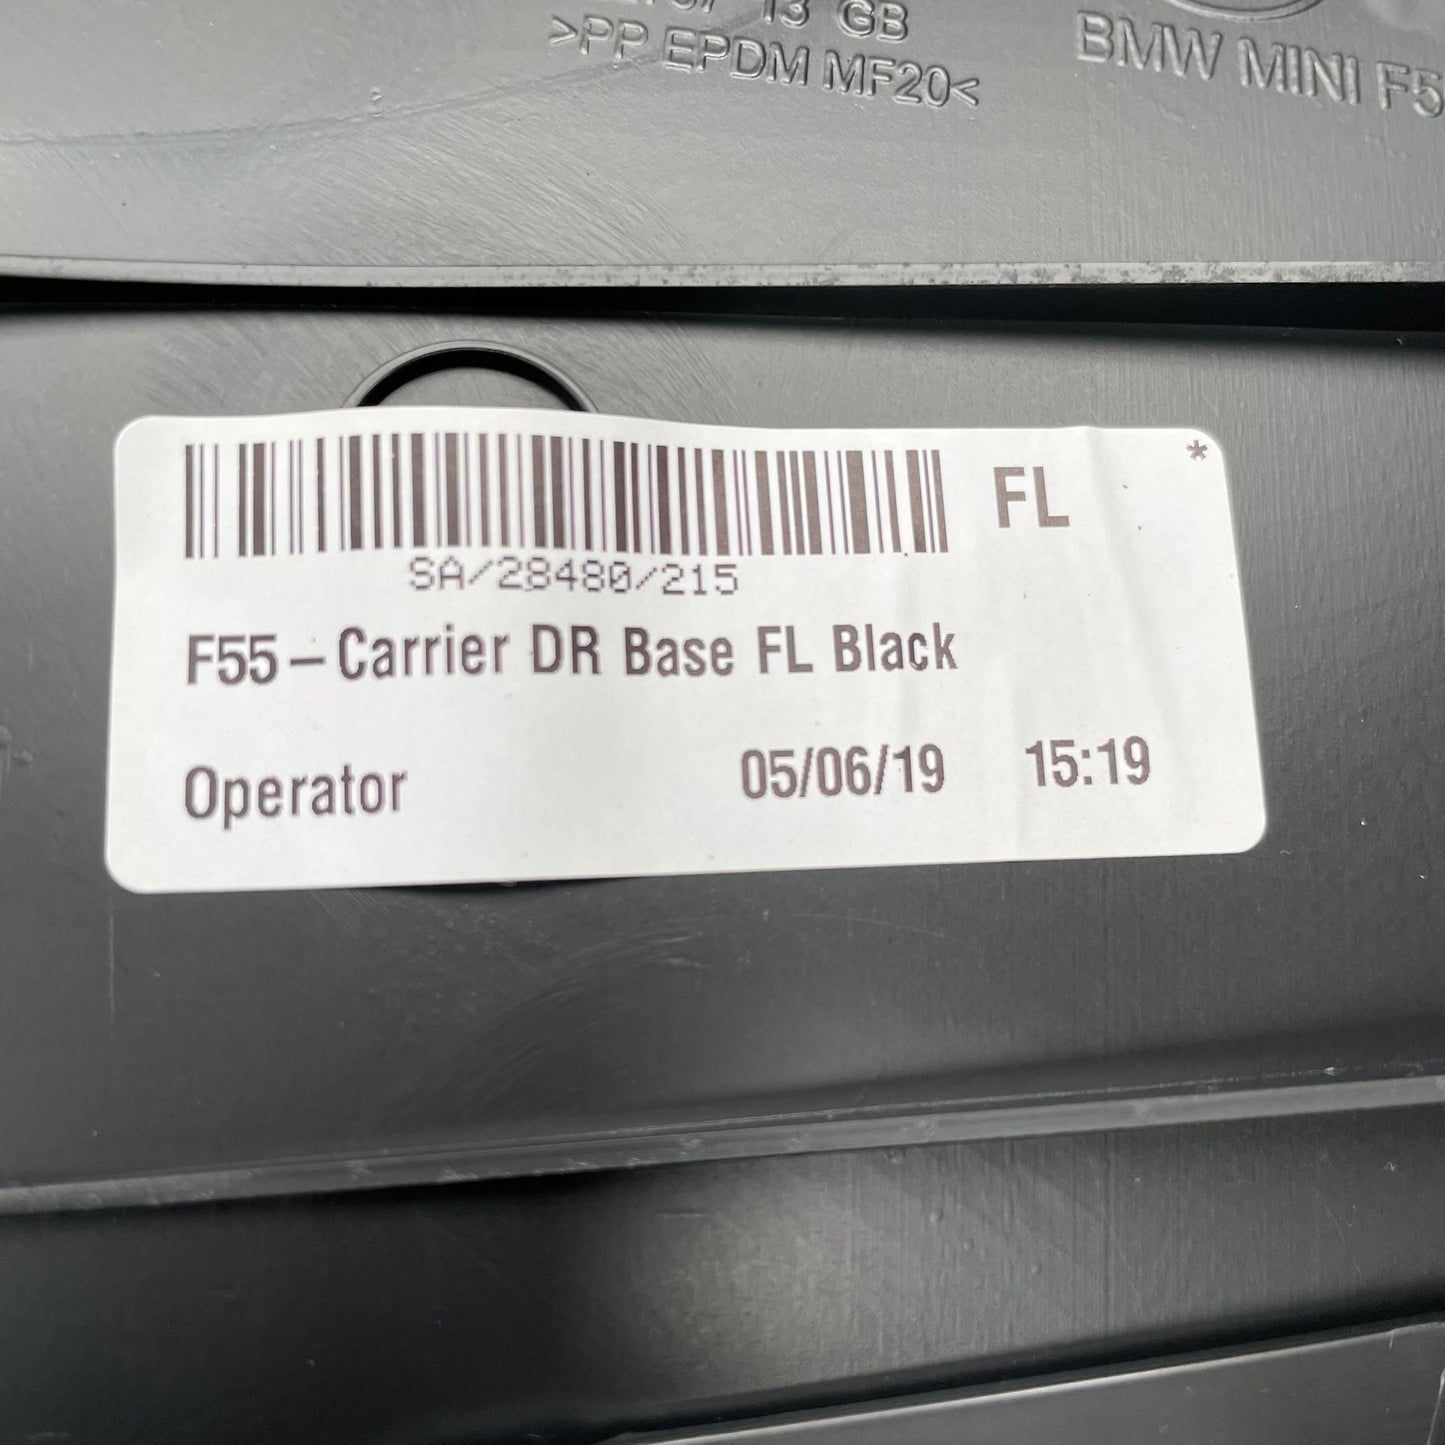 13 GB
>PP EPDM MF20<
BMW MINI F5
FL
*
SA/28480/215
F55-Carrier DR Base FL Black
Operator 05/06/19 15:19